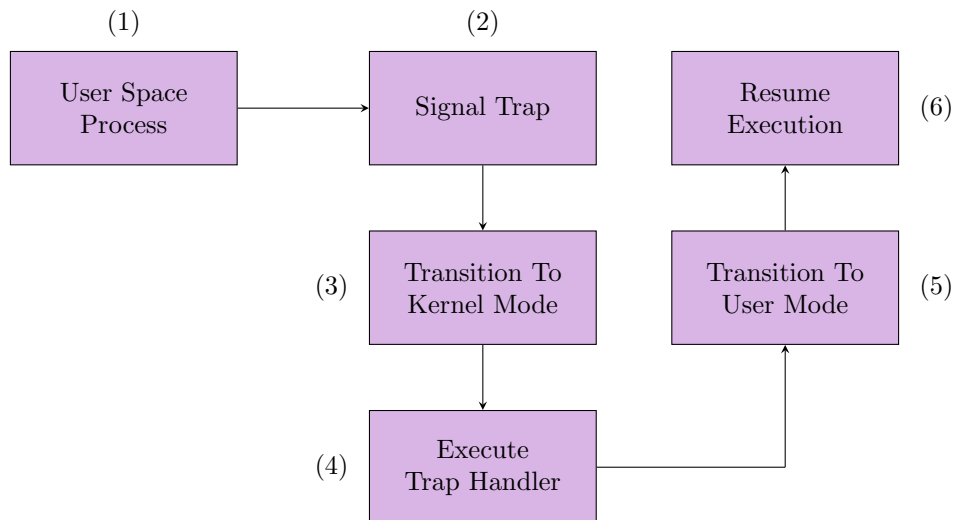 (1)
User Space
Process
(2)
Signal Trap
(3)
Transition To
Kernel Mode
(4)
Execute
Trap Handler
(5)
Transition To
User Mode
(6)
Resume
Execution